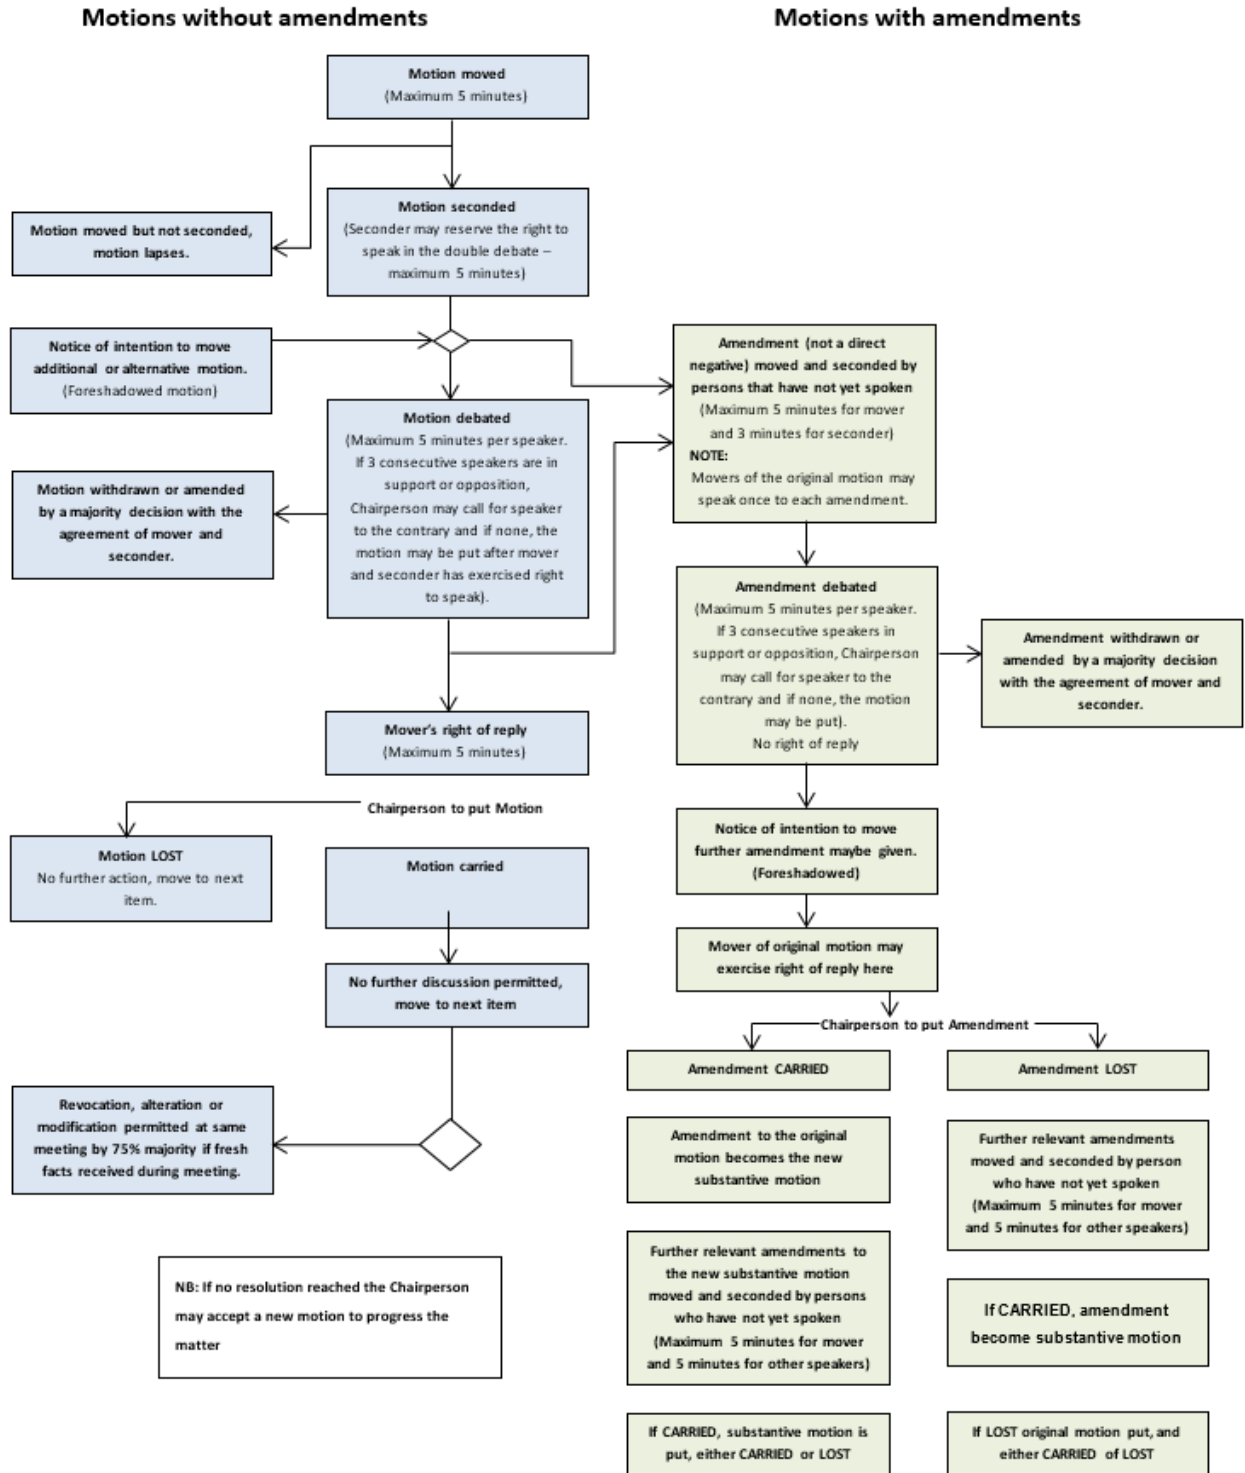 Motions without amendments
Motions with amendments
Motion moved
(Maximum 5 minutes)
Motion seconded
(Seconder may reserve the right to
speak in the double debate –
maximum 5 minutes)
Motion moved but not seconded,
motion lapses.
Notice of intention to move
additional or alternative motion.
(Foreshadowed motion)
Motion debated
(Maximum 5 minutes per speaker.
If 3 consecutive speakers are in
support or opposition,
Chairperson may call for speaker
to the contrary and if none, the
motion may be put after mover
and seconder has exercised right
to speak).
Motion withdrawn or amended
by a majority decision with the
agreement of mover and
seconder.
Mover's right of reply
(Maximum 5 minutes)
Chairperson to put Motion
Motion LOST
No further action, move to next
item.
Motion carried
No further discussion permitted,
move to next item
Revocation, alteration or
modification permitted at same
meeting by 75% majority if fresh
facts received during meeting.
NB: If no resolution reached the Chairperson
may accept a new motion to progress the
matter
Amendment (not a direct
negative) moved and seconded by
persons that have not yet spoken
(Maximum 5 minutes for mover
and 3 minutes for seconder)
NOTE:
Movers of the original motion may
speak once to each amendment.
Amendment debated
(Maximum 5 minutes per speaker.
If 3 consecutive speakers in
support or opposition, Chairperson
may call for speaker to the
contrary and if none, the motion
may be put).
No right of reply
Amendment withdrawn or
amended by a majority decision
with the agreement of mover and
seconder.
Notice of intention to move
further amendment maybe given.
(Foreshadowed)
Mover of original motion may
exercise right of reply here
Chairperson to put Amendment
Amendment CARRIED
Amendment to the original
motion becomes the new
substantive motion
Further relevant amendments to
the new substantive motion
moved and seconded by persons
who have not yet spoken
(Maximum 5 minutes for mover
and 5 minutes for other speakers)
If CARRIED, substantive motion is
put, either CARRIED or LOST
Amendment LOST
Further relevant amendments
moved and seconded by person
who have not yet spoken
(Maximum 5 minutes for mover
and 5 minutes for other speakers)
If CARRIED, amendment
become substantive motion
If LOST original motion put, and
either CARRIED of LOST